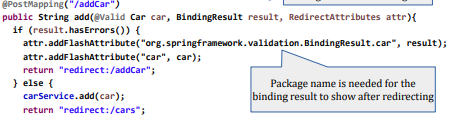 @PostMapping("/addCar")
public String add(@Valid Car car, BindingResult result, RedirectAttributes attr){
if (result.hasErrors()) {
attr.addFlashAttribute("org.springframework.validation.BindingResult.car", result);
attr.addFlashAttribute("car", car);
return "redirect:/addCar";
} else {
carService.add(car);
return "redirect:/cars";
Package name is needed for the
binding result to show after redirecting